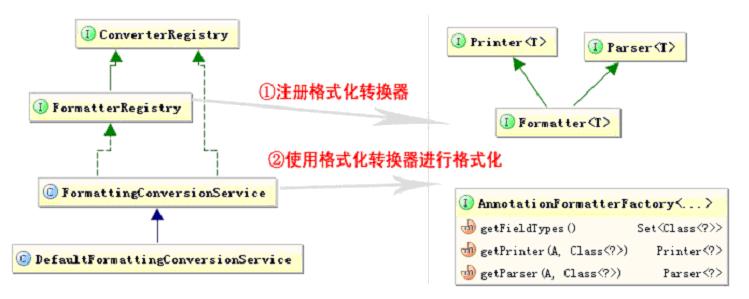 ConverterRegistry
Printer<T>
Parser<T>
FormatterRegistry
①注册格式化转换器
Formatter<T>
②使用格式化转换器进行格式化
FormattingConversionService
AnnotationFormatterFactory<...>
getFieldTypes() Set<Class<?>>
getPrinter(A, Class<?>) Printer<?>
getParser(A, Class<?>) Parser<?>
DefaultFormattingConversionService